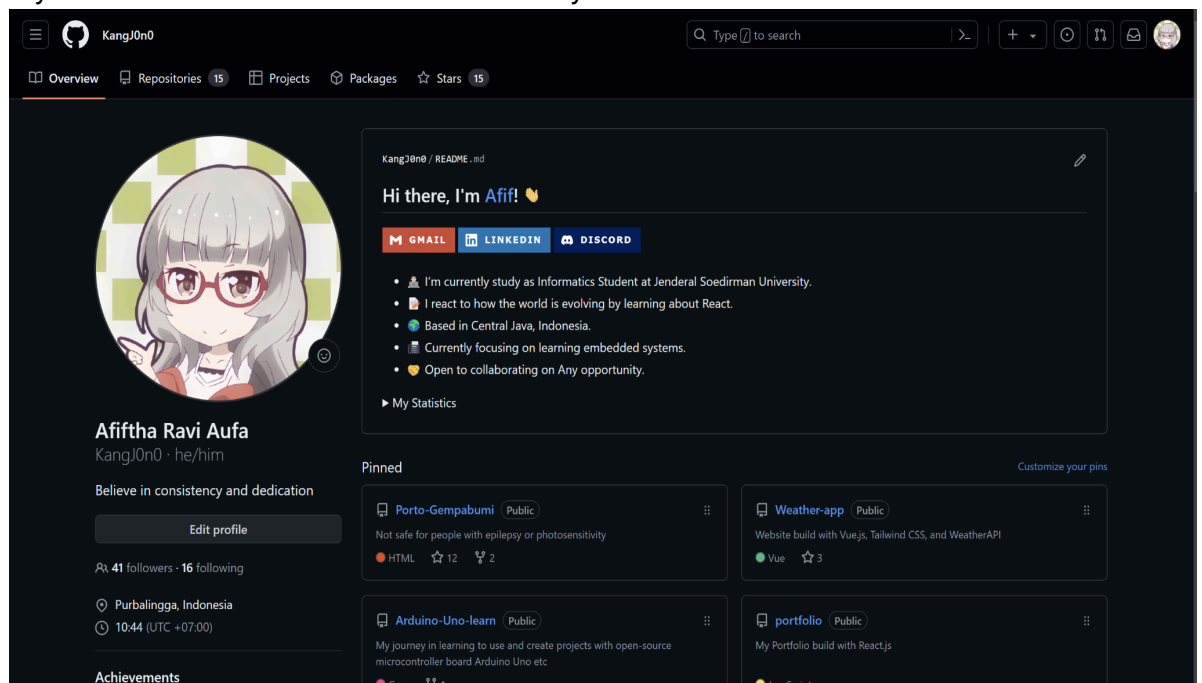 KangJ0n0
Type / to search
Overview
Repositories 15
Projects
Packages
Stars 15
KangJ0n0/README.md
Hi there, I'm Afif! 👋
GMAIL
LINKEDIN
DISCORD
I'm currently study as Informatics Student at Jenderal Soedirman University.
I react to how the world is evolving by learning about React.
Based in Central Java, Indonesia.
Currently focusing on learning embedded systems.
Open to collaborating on Any opportunity.
My Statistics
Afiftha Ravi Aufa
KangJ0n0 · he/him
Believe in consistency and dedication
Edit profile
41 followers · 16 following
Purbalingga, Indonesia
10:44 (UTC +07:00)
Achievements
Pinned
Customize your pins
Porto-Gempabumi Public
Not safe for people with epilepsy or photosensitivity
HTML 12 2
Weather-app Public
Website build with Vue.js, Tailwind CSS, and WeatherAPI
Vue 3
Arduino-Uno-learn Public
My journey in learning to use and create projects with open-source
microcontroller board Arduino Uno etc
portfolio Public
My Portfolio build with React.js